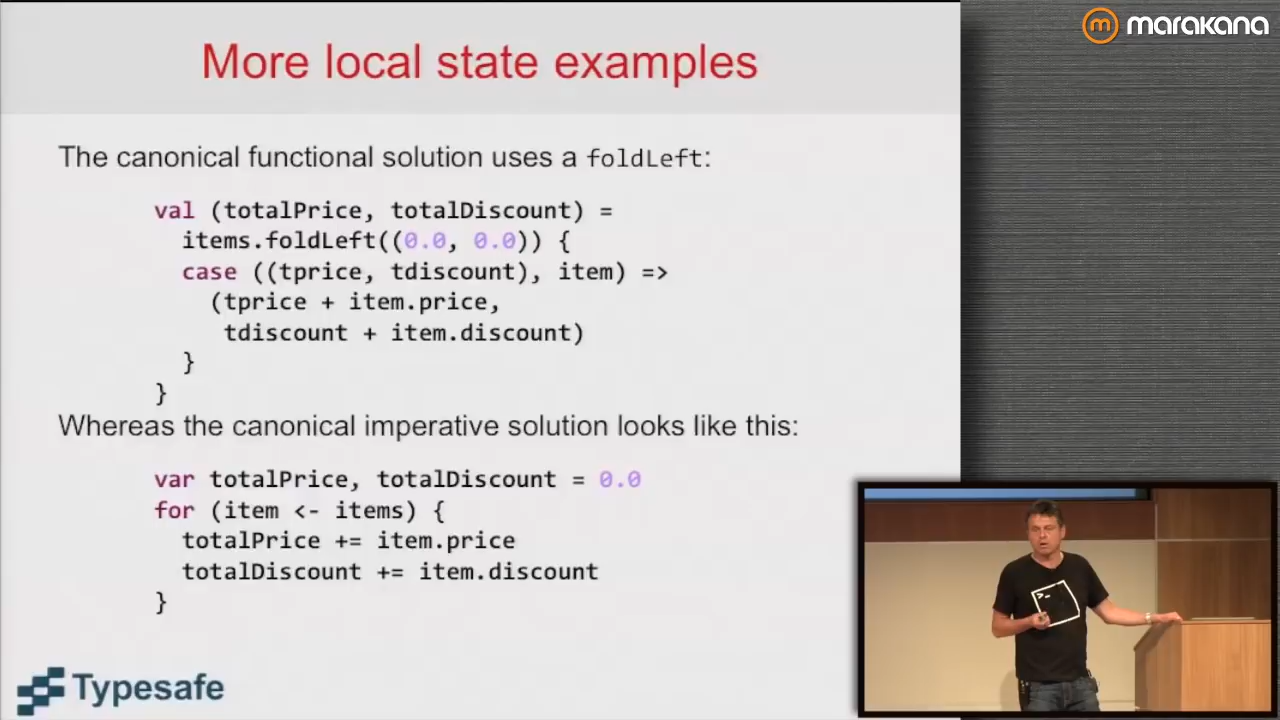 marakana
More local state examples
The canonical functional solution uses a foldLeft:
val (totalPrice, totalDiscount) =
items.foldLeft((0.0, 0.0)) {
case ((tprice, tdiscount), item) =>
(tprice + item.price,
tdiscount + item.discount)
}
}
Whereas the canonical imperative solution looks like this:
var totalPrice, totalDiscount = 0.0
for (item <- items) {
totalPrice += item.price
totalDiscount += item.discount
}
>_
Typesafe